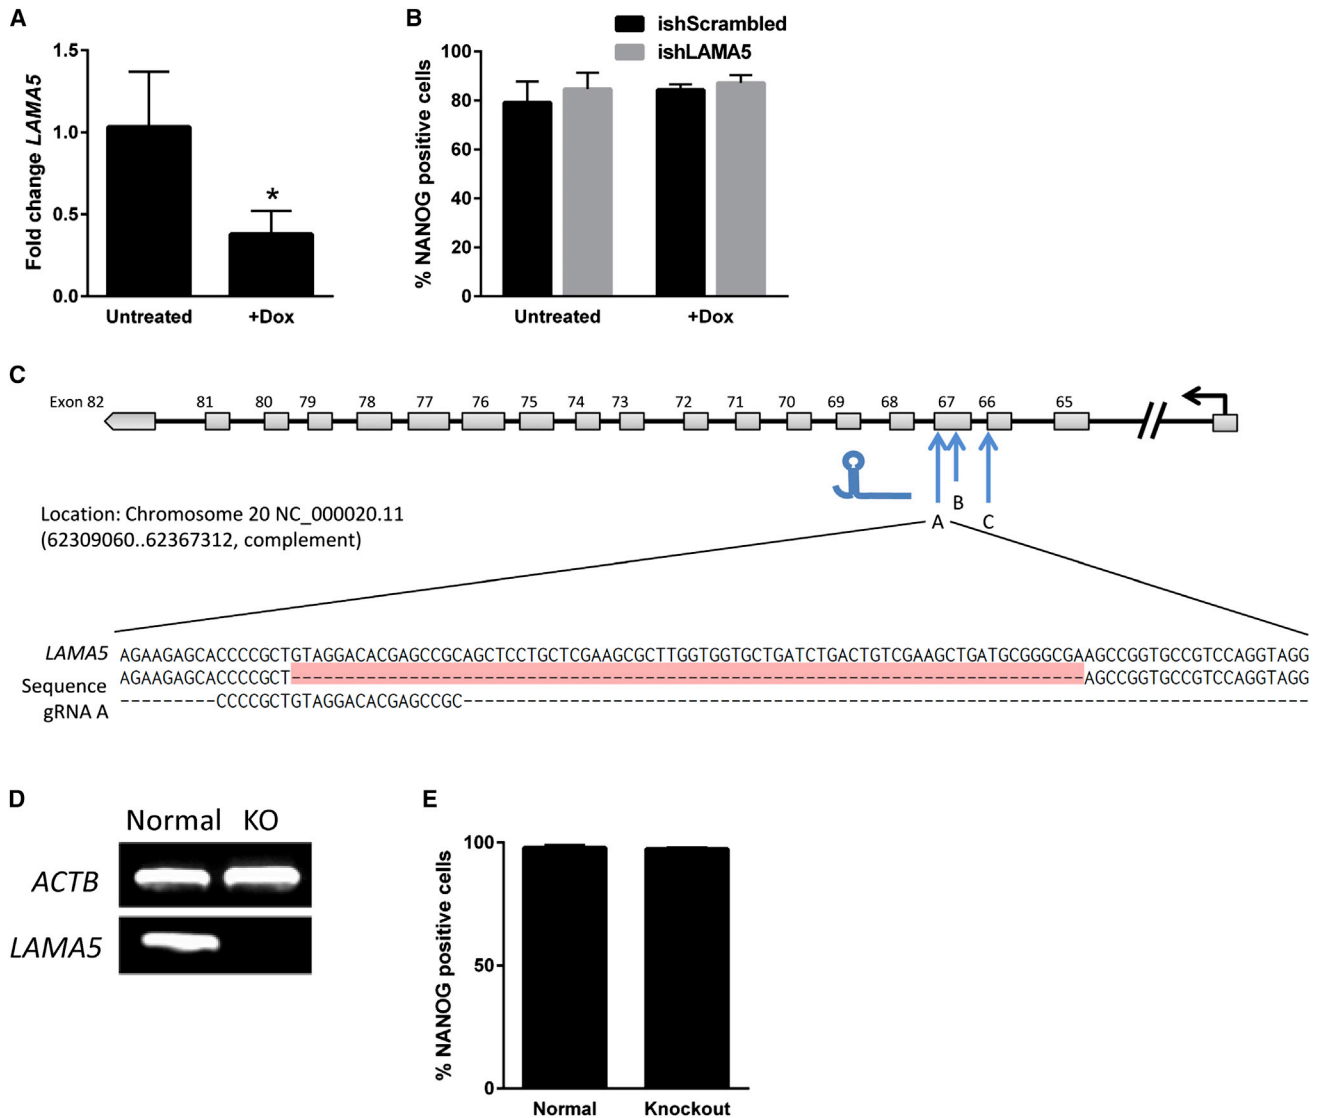 A
Fold change LAMA5
1.5
1.0
0.5
0.0
*
Untreated
+Dox
B
ishScrambled
ishLAMA5
% NANOG positive cells
100
80
60
40
20
0
Untreated
+Dox
C
Exon 82 81 80 79 78 77 76 75 74 73 72 71 70 69 68 67 66 65
A
B
C
Location: Chromosome 20 NC_000020.11
(62309060..62367312, complement)
LAMA5 AGAAGAGCACCCCGCTGTAGGACACGAGCCGCAGCTCCTGCTCGAAGCGCTTGGTGGTGCTGATCTGACTGTCGAAGCTGATGCGGGCGAAGCCGGTGCCGTCCAGGTAGG
Sequence AGAAGAGCACCCCGCT--------------------------------------------------------------------------AGCCGGTGCCGTCCAGGTAGG
gRNA A ---------CCCCGCTGTAGGACACGAGCCGC-------------------------------------------------------------------------------
D
Normal KO
ACTB
LAMA5
E
% NANOG positive cells
100
50
0
Normal
Knockout